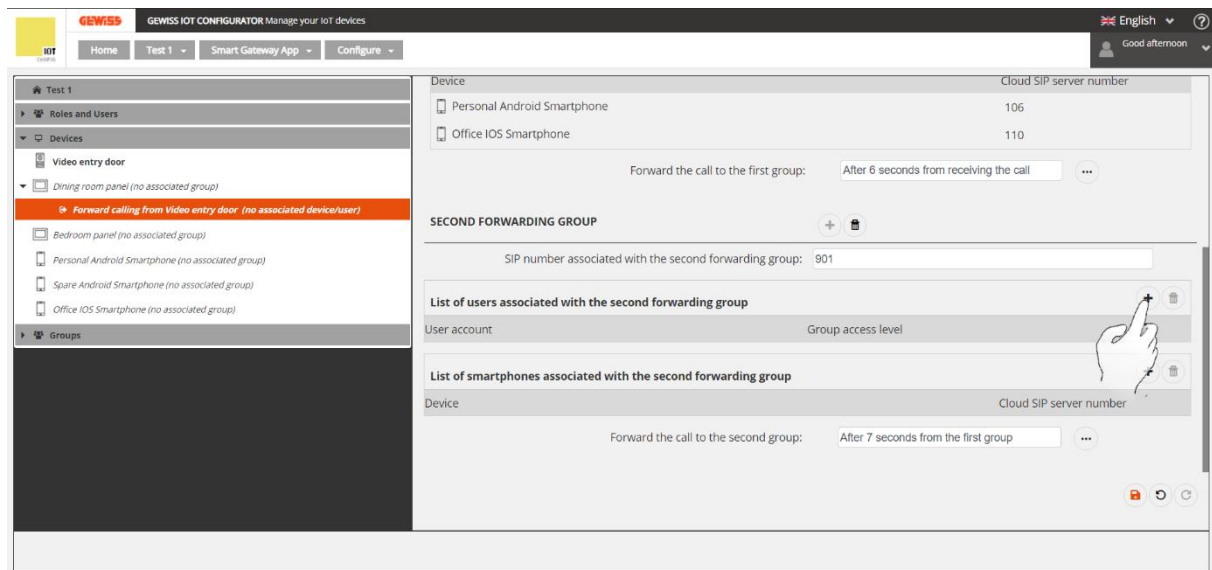 GEWISS GEWISS IOT CONFIGURATOR Manage your IoT devices English ?
IOT
Home Test 1 Smart Gateway App Configure Good afternoon
Test 1
Roles and Users
Devices
Video entry door
Dining room panel (no associated group)
Forward calling from Video entry door (no associated device/user)
Bedroom panel (no associated group)
Personal Android Smartphone (no associated group)
Spare Android Smartphone (no associated group)
Office IOS Smartphone (no associated group)
Groups
Device Cloud SIP server number
Personal Android Smartphone 106
Office IOS Smartphone 110
Forward the call to the first group: After 6 seconds from receiving the call ...
SECOND FORWARDING GROUP +
SIP number associated with the second forwarding group: 901
List of users associated with the second forwarding group +
User account Group access level
List of smartphones associated with the second forwarding group +
Device Cloud SIP server number
Forward the call to the second group: After 7 seconds from the first group ...